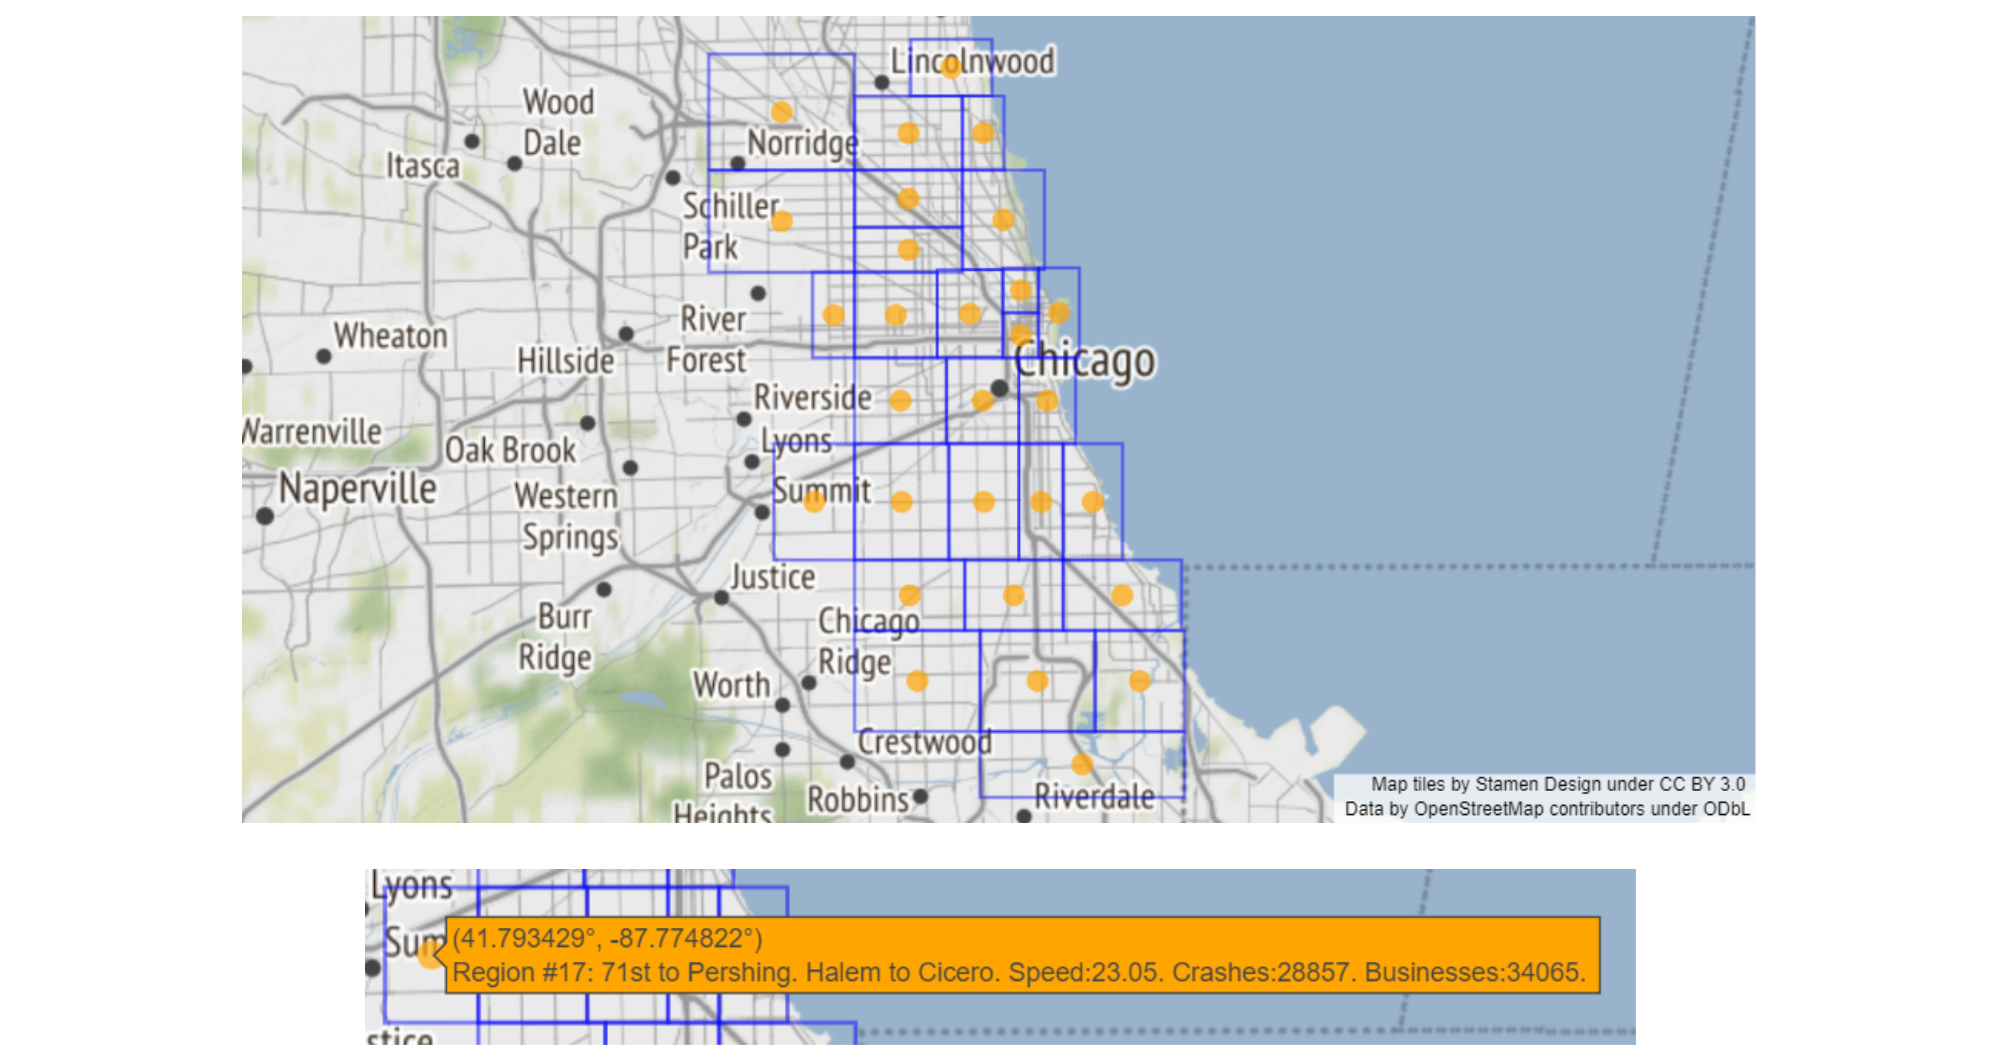 Lincolnwood
Wood
Dale
Norridge
Itasca
Schiller
Park
River
Forest
Wheaton
Hillside
Chicago
Riverside
Warrenville
Lyons
Oak Brook
Naperville
Western
Springs
Summit
Justice
Burr
Ridge
Chicago
Ridge
Worth
Crestwood
Palos
Heights
Robbins
Riverdale
Map tiles by Stamen Design under CC BY 3.0
Data by OpenStreetMap contributors under ODbL
Lyons
Sum
(41.793429°, -87.774822°)
Region #17: 71st to Pershing. Halem to Cicero. Speed:23.05. Crashes:28857. Businesses:34065.
stice